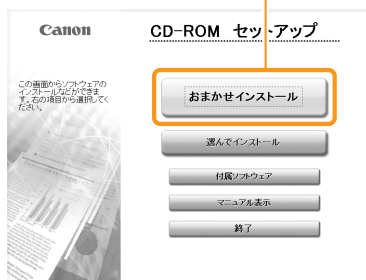 Canon
CD-ROM セットアップ
この画面からソフトウェアの
インストールなどができま
す。右の項目から選択してく
ださい。
おまかせインストール
選んでインストール
付属ソフトウェア
マニュアル表示
終了